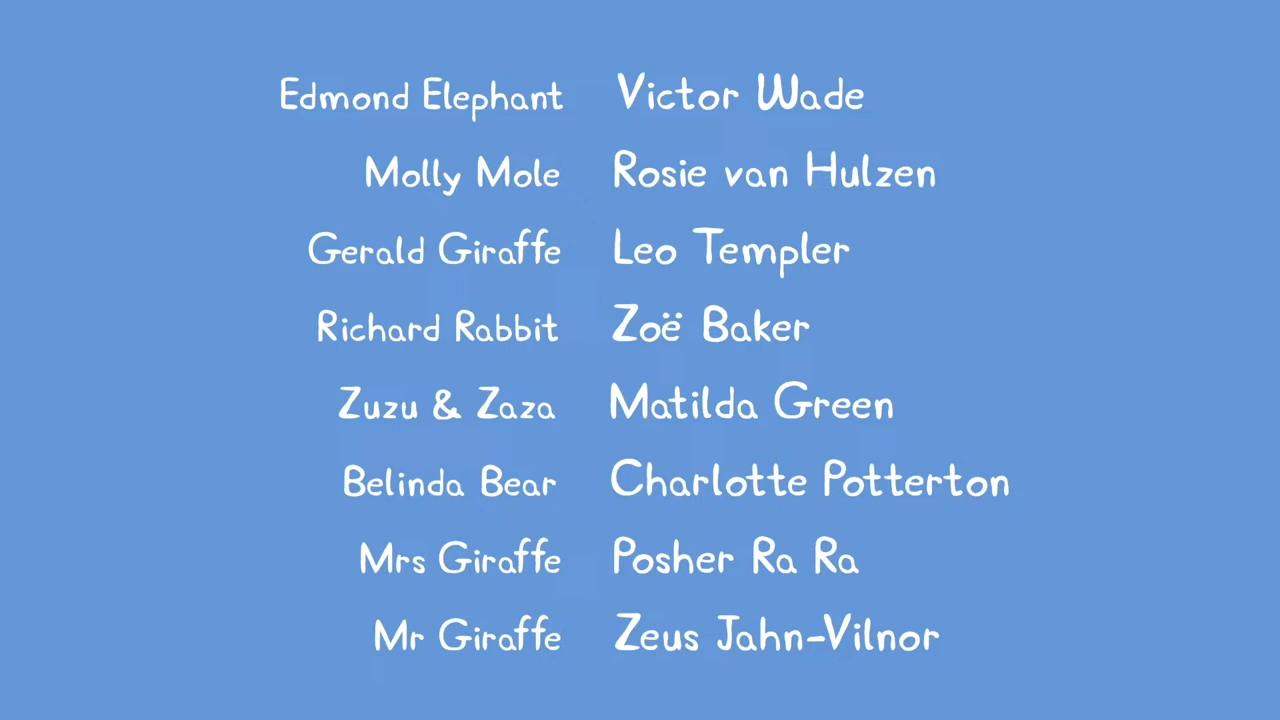 Edmond Elephant Victor Wade
Molly Mole Rosie van Hulzen
Gerald Giraffe Leo Templer
Richard Rabbit Zoë Baker
Zuzu & Zaza Matilda Green
Belinda Bear Charlotte Potterton
Mrs Giraffe Posher Ra Ra
Mr Giraffe Zeus Jahn-Vilnor